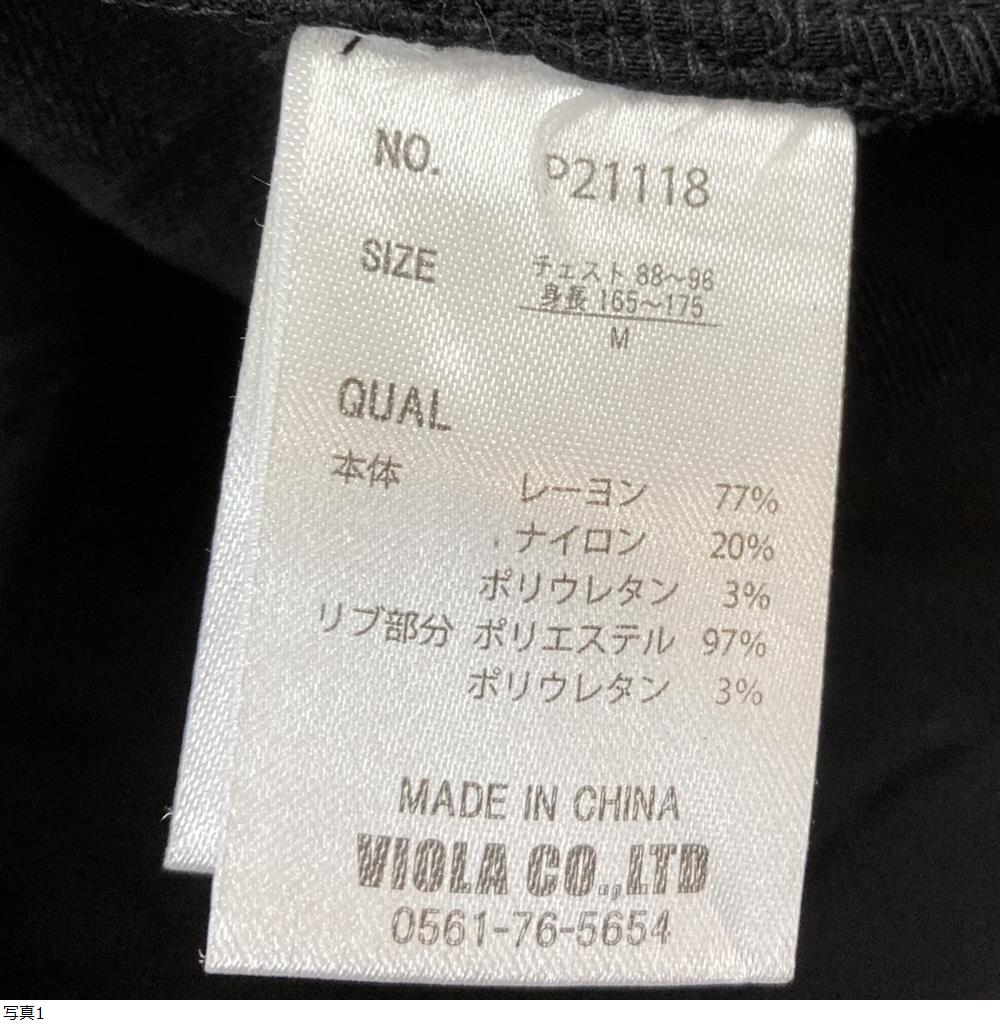 NO. P21118
SIZE チェスト 88～96
身長 165～175
M
QUAL
本体 レーヨン 77%
ナイロン 20%
ポリウレタン 3%
リブ部分 ポリエステル 97%
ポリウレタン 3%
MADE IN CHINA
VIOLA CO.,LTD
0561-76-5654
写真1